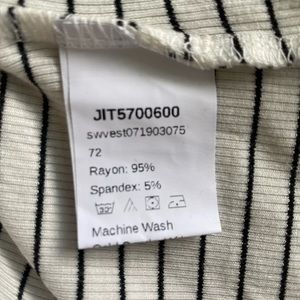 JIT5700600
swvest071903075
72
Rayon: 95%
Spandex: 5%
Machine Wash